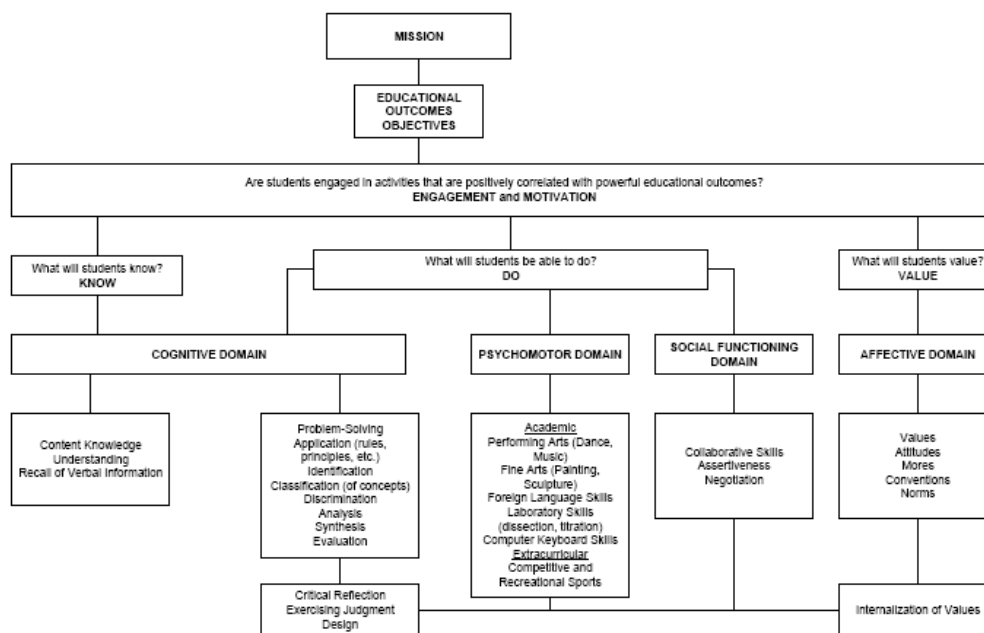 MISSION
EDUCATIONAL
OUTCOMES
OBJECTIVES
Are students engaged in activities that are positively correlated with powerful educational outcomes?
ENGAGEMENT and MOTIVATION
What will students know?
KNOW
What will students be able to do?
DO
What will students value?
VALUE
COGNITIVE DOMAIN
PSYCHOMOTOR DOMAIN
SOCIAL FUNCTIONING
DOMAIN
AFFECTIVE DOMAIN
Content Knowledge
Understanding
Recall of Verbal Information
Problem-Solving
Application (rules,
principles, etc.)
Identification
Classification (of concepts)
Discrimination
Analysis
Synthesis
Evaluation
Academic
Performing Arts (Dance,
Music)
Fine Arts (Painting,
Sculpture)
Foreign Language Skills
Laboratory Skills
(dissection, titration)
Computer Keyboard Skills
Extracurricular
Competitive and
Recreational Sports
Collaborative Skills
Assertiveness
Negotiation
Values
Attitudes
Mores
Conventions
Norms
Critical Reflection
Exercising Judgment
Design
Internalization of Values